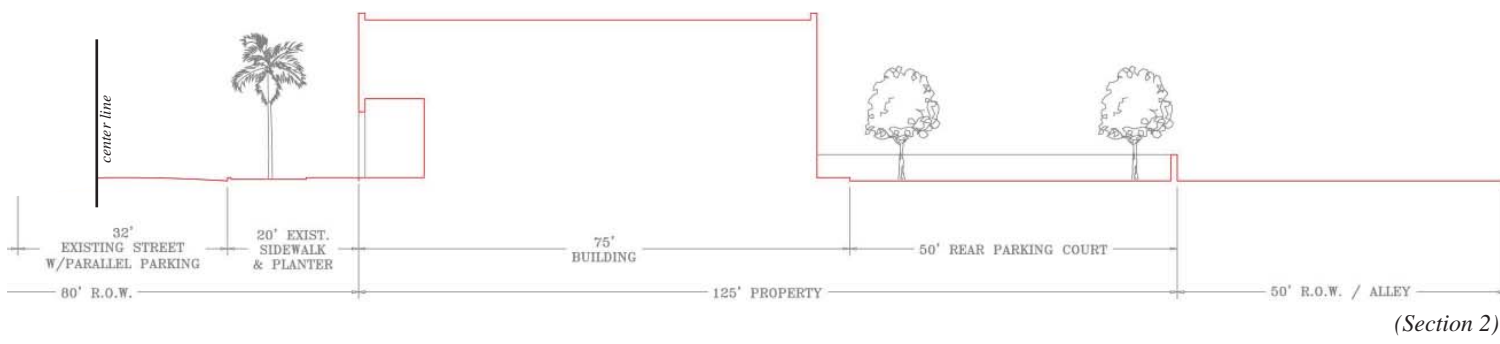 center line
32'
EXISTING STREET
W/PARALLEL PARKING
20' EXIST.
SIDEWALK
& PLANTER
75'
BUILDING
50' REAR PARKING COURT
80' R.O.W.
125' PROPERTY
50' R.O.W. / ALLEY
(Section 2)